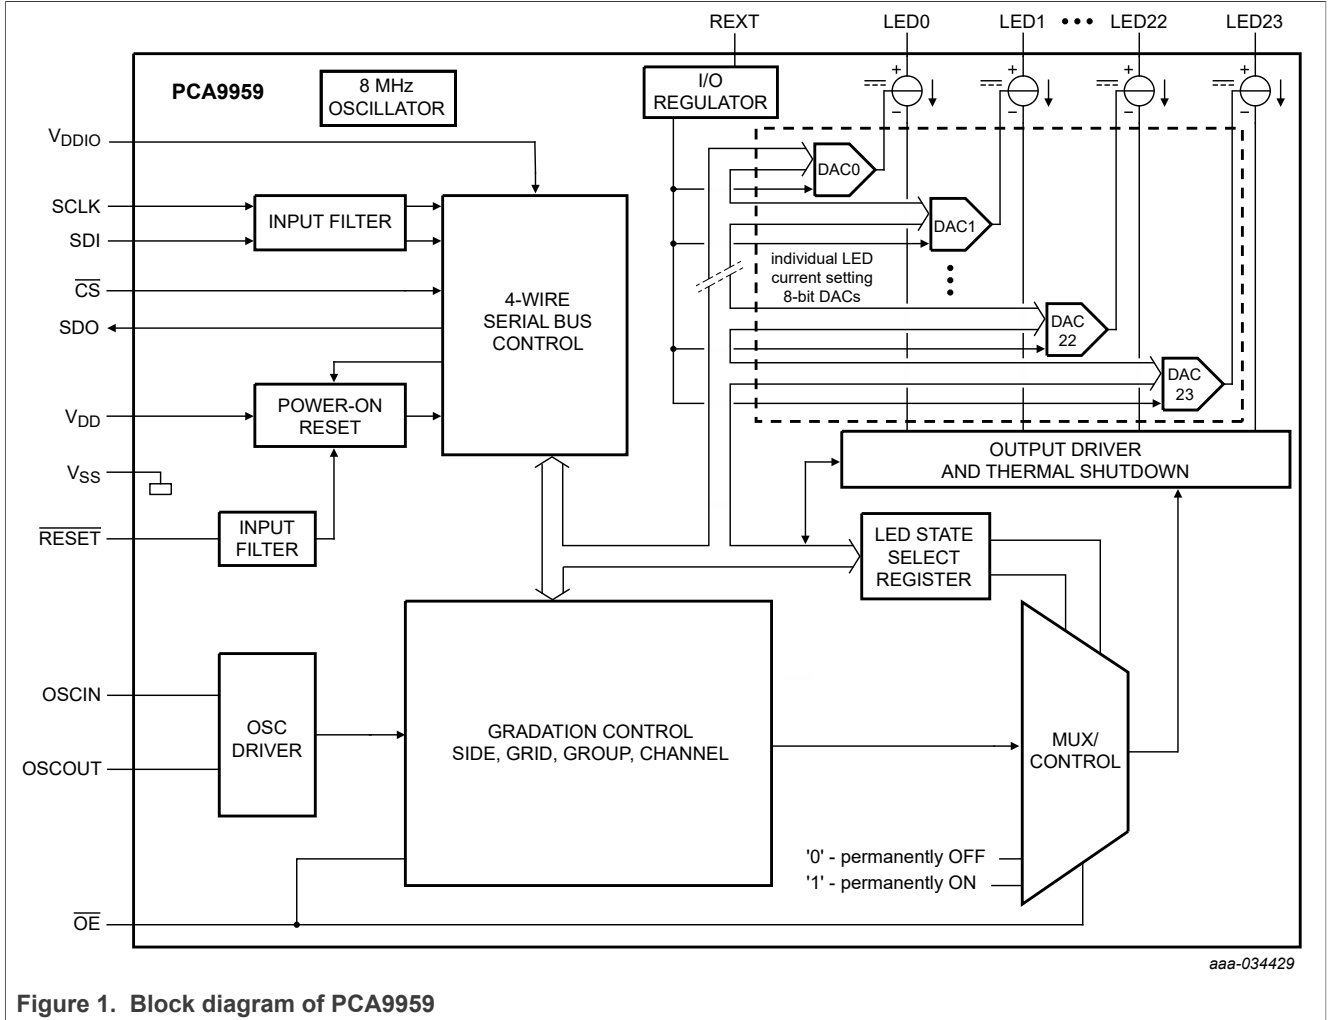 REXT LED0 LED1 ••• LED22 LED23
PCA9959
8 MHz
OSCILLATOR
I/O
REGULATOR
+ + + +
− − − −
VDDIO
SCLK
SDI
INPUT FILTER
CS
SDO
4-WIRE
SERIAL BUS
CONTROL
DAC0
DAC1
individual LED
current setting
8-bit DACs
DAC
22
DAC
23
VDD
POWER-ON
RESET
VSS
RESET
INPUT
FILTER
OUTPUT DRIVER
AND THERMAL SHUTDOWN
LED STATE
SELECT
REGISTER
OSCIN
OSCOUT
OSC
DRIVER
GRADATION CONTROL
SIDE, GRID, GROUP, CHANNEL
MUX/
CONTROL
'0' - permanently OFF
'1' - permanently ON
OE
aaa-034429
Figure 1. Block diagram of PCA9959